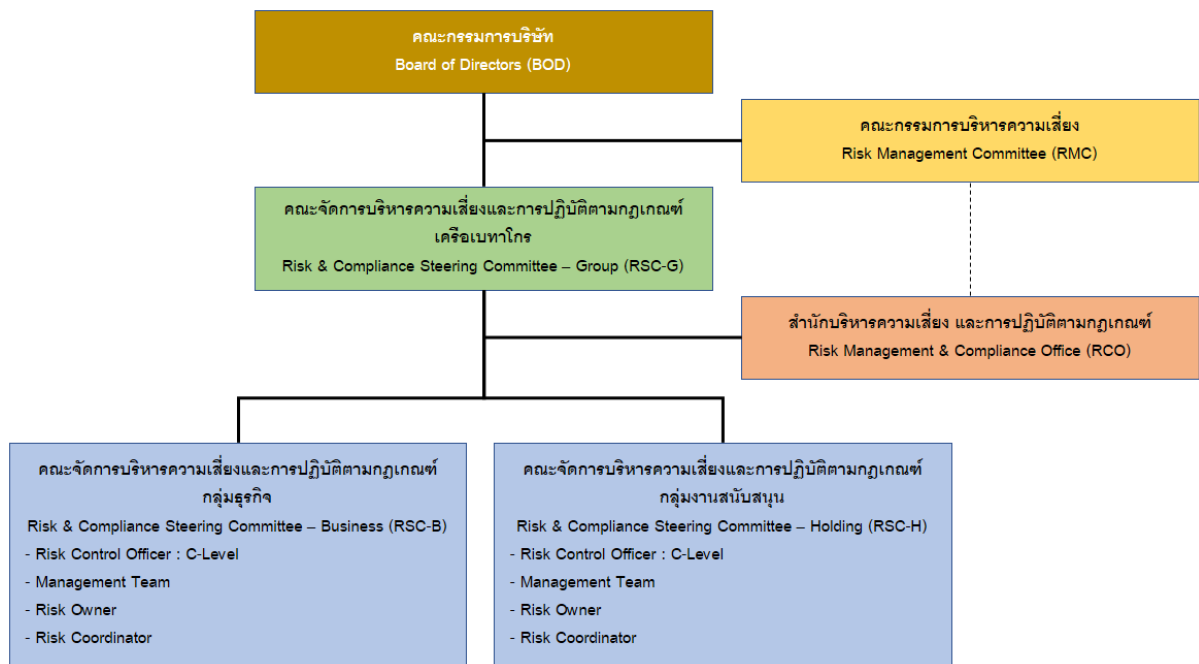 คณะกรรมการบริษัท
Board of Directors (BOD)
คณะกรรมการบริหารความเสี่ยง
Risk Management Committee (RMC)
คณะจัดการบริหารความเสี่ยงและการปฏิบัติตามกฎเกณฑ์
เครือเบทาโกร
Risk & Compliance Steering Committee – Group (RSC-G)
สำนักบริหารความเสี่ยง และการปฏิบัติตามกฎเกณฑ์
Risk Management & Compliance Office (RCO)
คณะจัดการบริหารความเสี่ยงและการปฏิบัติตามกฎเกณฑ์
กลุ่มธุรกิจ
Risk & Compliance Steering Committee – Business (RSC-B)
- Risk Control Officer : C-Level
- Management Team
- Risk Owner
- Risk Coordinator
คณะจัดการบริหารความเสี่ยงและการปฏิบัติตามกฎเกณฑ์
กลุ่มงานสนับสนุน
Risk & Compliance Steering Committee – Holding (RSC-H)
- Risk Control Officer : C-Level
- Management Team
- Risk Owner
- Risk Coordinator